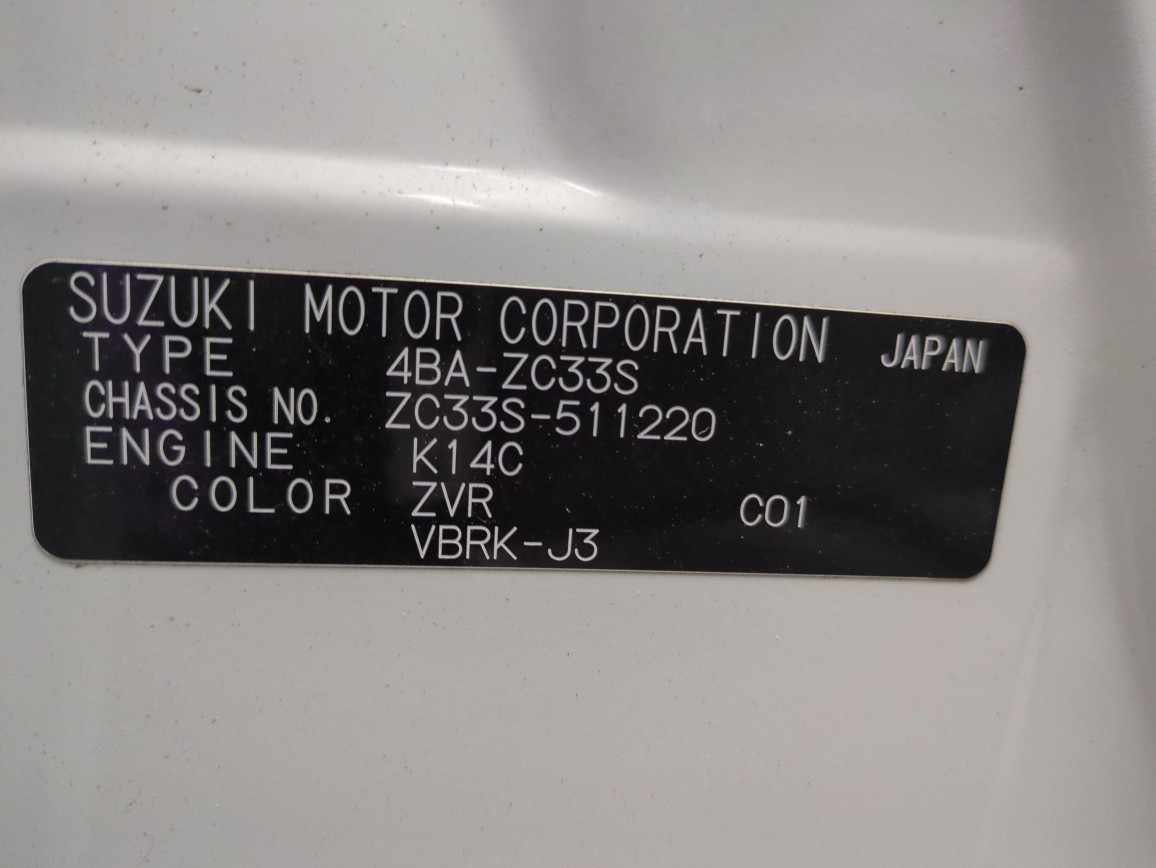 SUZUKI MOTOR CORPORATION JAPAN
TYPE 4BA-ZC33S
CHASSIS NO. ZC33S-511220
ENGINE K14C
COLOR ZVR C01
VBRK-J3